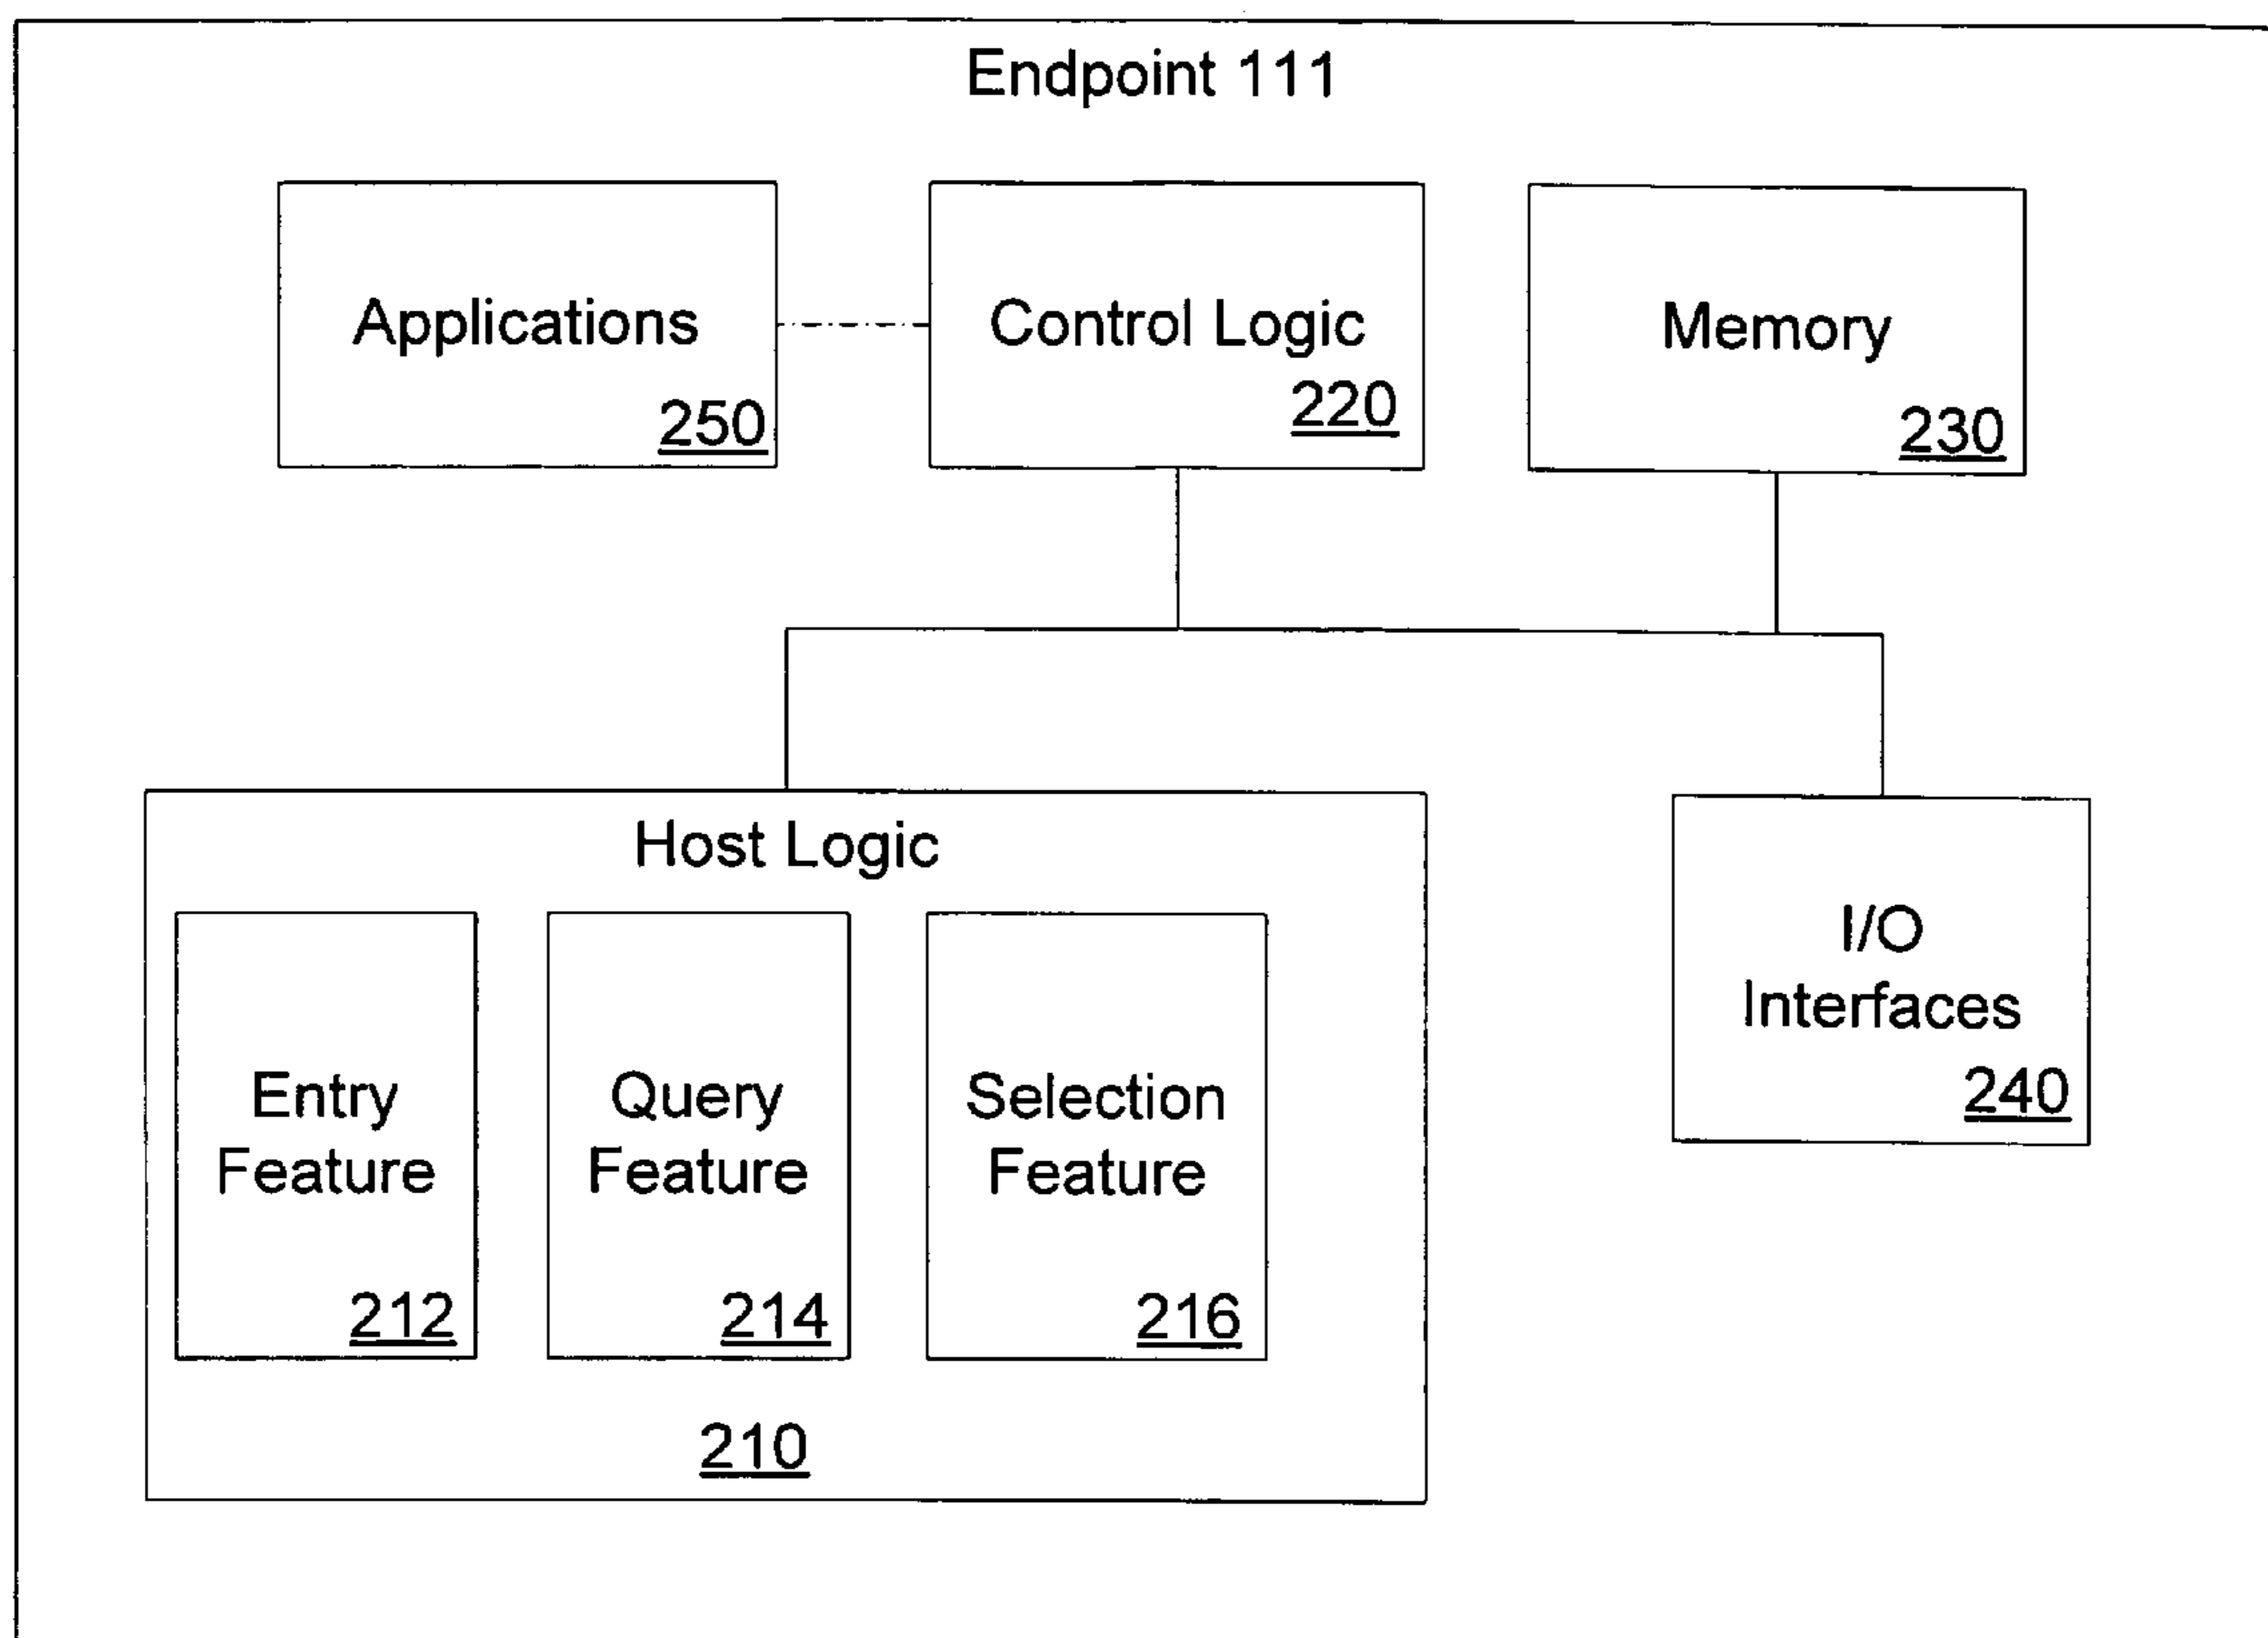 Endpoint 111
Applications
250
Control Logic
220
Memory
230
Host Logic
Entry
Feature
212
Query
Feature
214
Selection
Feature
216
210
I/O
Interfaces
240